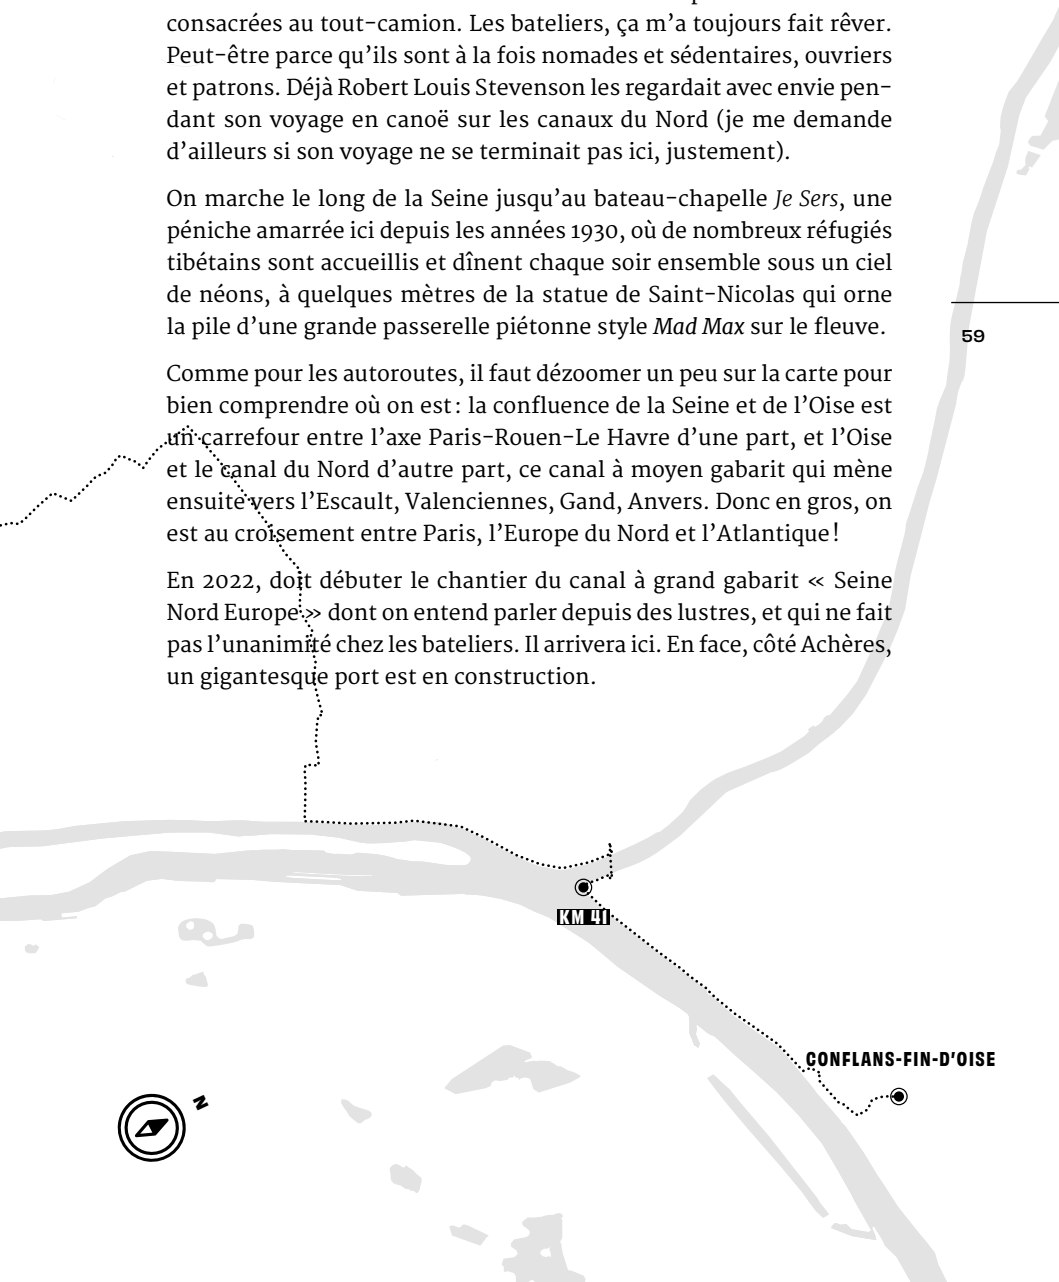 consacrées au tout-camion. Les bateliers, ça m’a toujours fait rêver.
Peut-être parce qu’ils sont à la fois nomades et sédentaires, ouvriers
et patrons. Déjà Robert Louis Stevenson les regardait avec envie pen-
dant son voyage en canoë sur les canaux du Nord (je me demande
d’ailleurs si son voyage ne se terminait pas ici, justement).
On marche le long de la Seine jusqu’au bateau-chapelle Je Sers, une
péniche amarrée ici depuis les années 1930, où de nombreux réfugiés
tibétains sont accueillis et dînent chaque soir ensemble sous un ciel
de néons, à quelques mètres de la statue de Saint-Nicolas qui orne
la pile d’une grande passerelle piétonne style Mad Max sur le fleuve.
59
Comme pour les autoroutes, il faut dézoomer un peu sur la carte pour
bien comprendre où on est : la confluence de la Seine et de l’Oise est
un carrefour entre l’axe Paris-Rouen-Le Havre d’une part, et l’Oise
et le canal du Nord d’autre part, ce canal à moyen gabarit qui mène
ensuite vers l’Escault, Valenciennes, Gand, Anvers. Donc en gros, on
est au croisement entre Paris, l’Europe du Nord et l’Atlantique !
En 2022, doit débuter le chantier du canal à grand gabarit « Seine
Nord Europe » dont on entend parler depuis des lustres, et qui ne fait
pas l’unanimité chez les bateliers. Il arrivera ici. En face, côté Achères,
un gigantesque port est en construction.
KM 41
CONFLANS-FIN-D’OISE
N